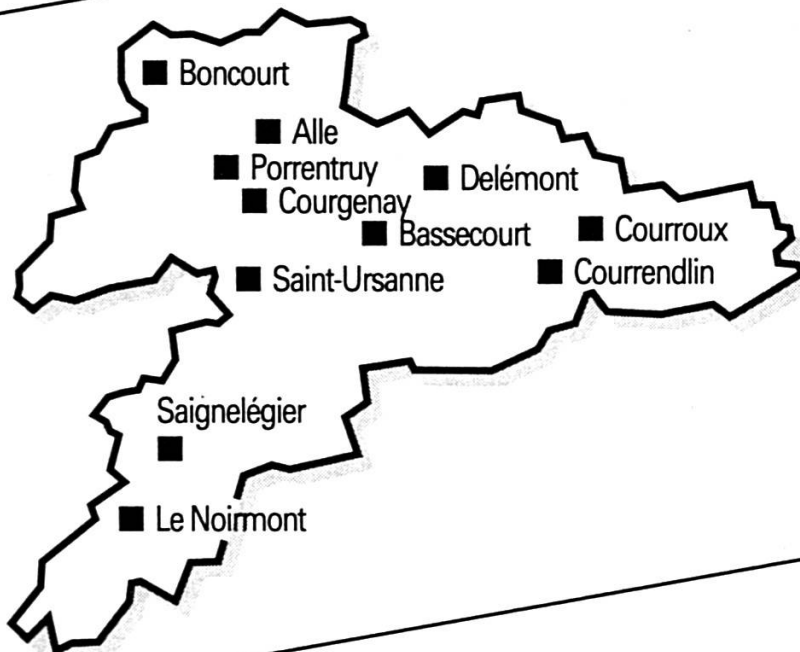 Boncourt
Alle
Porrentruy
Delémont
Courgenay
Bassecourt
Courroux
Saint-Ursanne
Courrendlin
Saignelégier
Le Noirmont